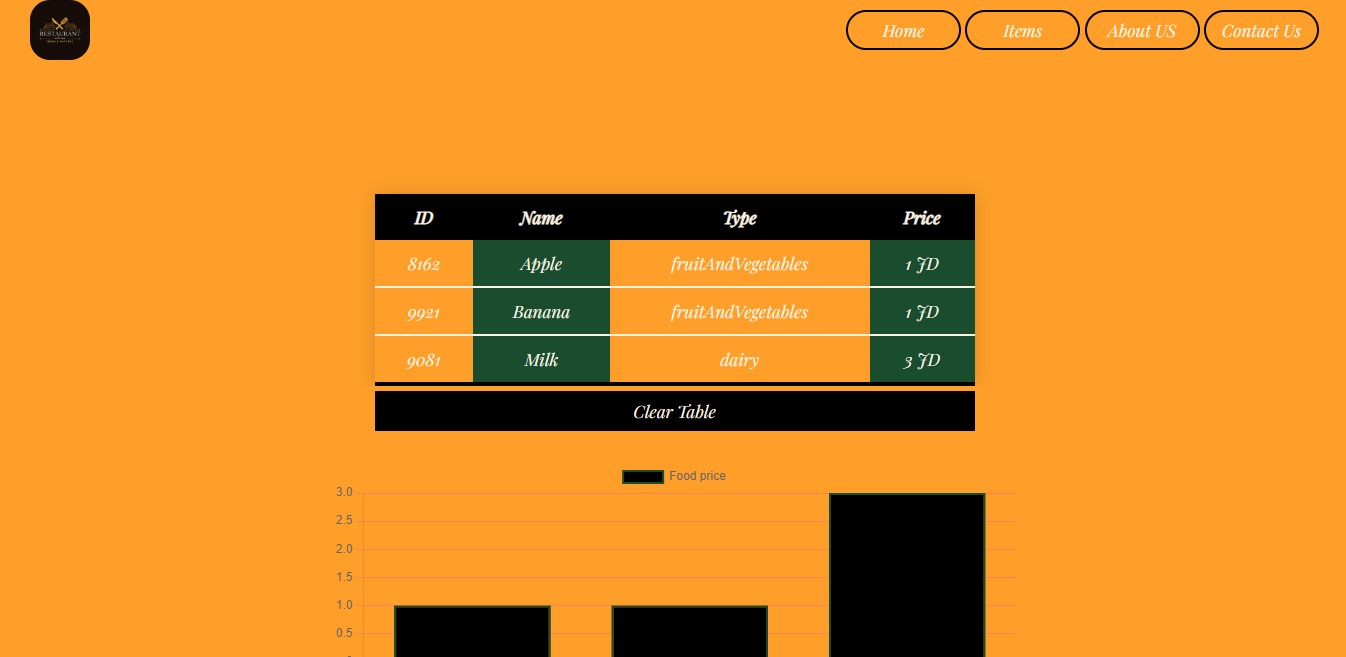 RESTAURANT
Home Items About US Contact Us
ID Name Type Price
8162 Apple fruitAndVegetables 1 JD
9921 Banana fruitAndVegetables 1 JD
9081 Milk dairy 3 JD
Clear Table
Food price
3.0
2.5
2.0
1.5
1.0
0.5